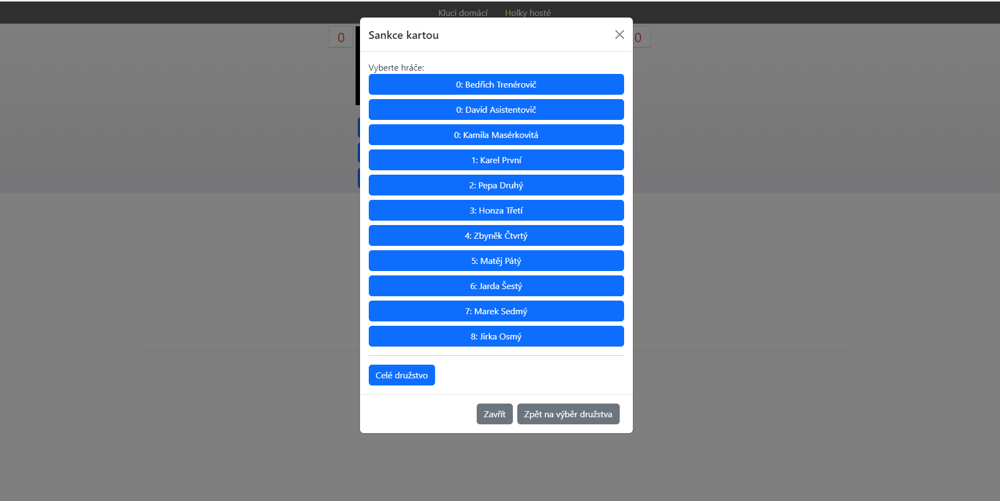 Kluci domácí Holky hosté
Sankce kartou
0 0
Vyberte hráče:
0: Bedřich Trenérovič
0: David Asistentovič
0: Kamila Masérkovitá
1: Karel První
2: Pepa Druhý
3: Honza Třetí
4: Zbyněk Čtvrtý
5: Matěj Pátý
6: Jarda Šestý
7: Marek Sedmý
8: Jirka Osmý
Celé družstvo
Zavřít Zpět na výběr družstva